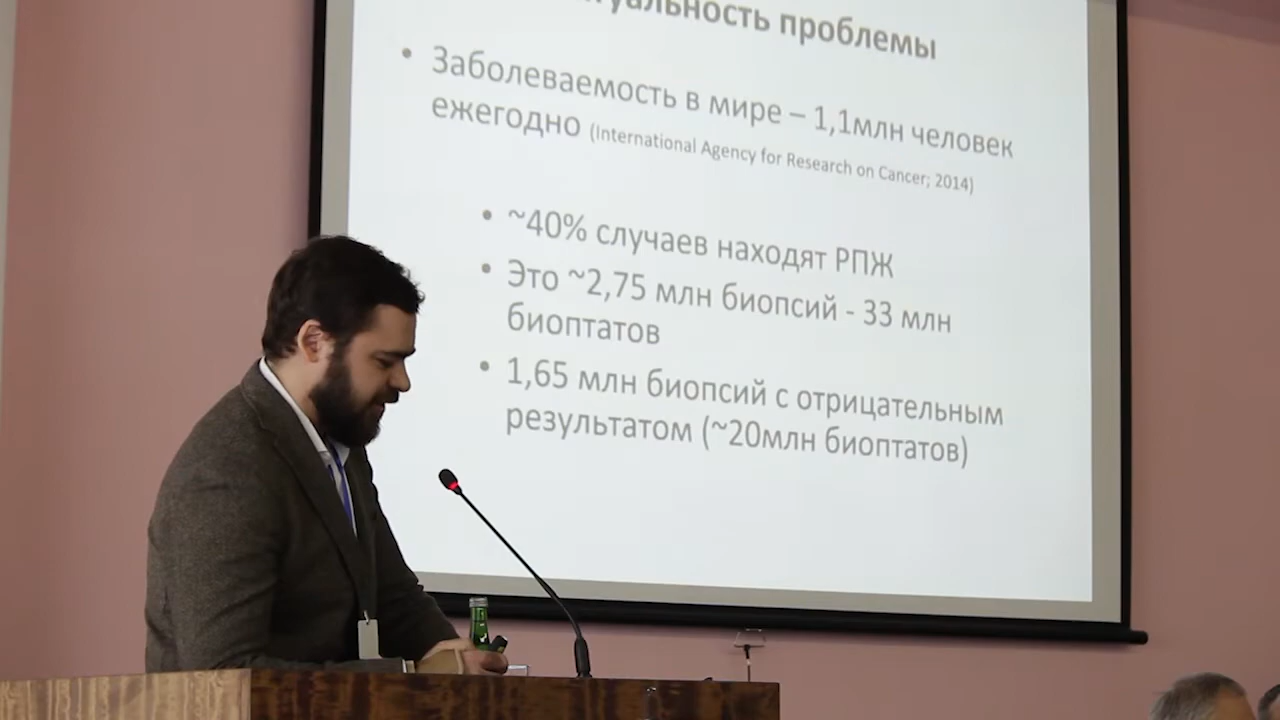 проблемы
• Заболеваемость в мире – 1,1млн человек
ежегодно (International Agency for Research on Cancer; 2014)
• ~40% случаев находят РПЖ
• Это ~2,75 млн биопсий - 33 млн
биоптатов
• 1,65 млн биопсий с отрицательным
результатом (~20млн биоптатов)